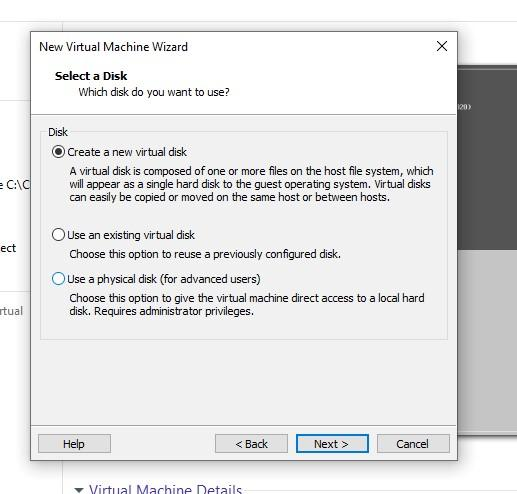 New Virtual Machine Wizard
Select a Disk
Which disk do you want to use?
Disk
Create a new virtual disk
A virtual disk is composed of one or more files on the host file system, which
will appear as a single hard disk to the guest operating system. Virtual disks
can easily be copied or moved on the same host or between hosts.
Use an existing virtual disk
Choose this option to reuse a previously configured disk.
Use a physical disk (for advanced users)
Choose this option to give the virtual machine direct access to a local hard
disk. Requires administrator privileges.
Help
< Back
Next >
Cancel
e C:\C
ect
rtual
Virtual Machine Details